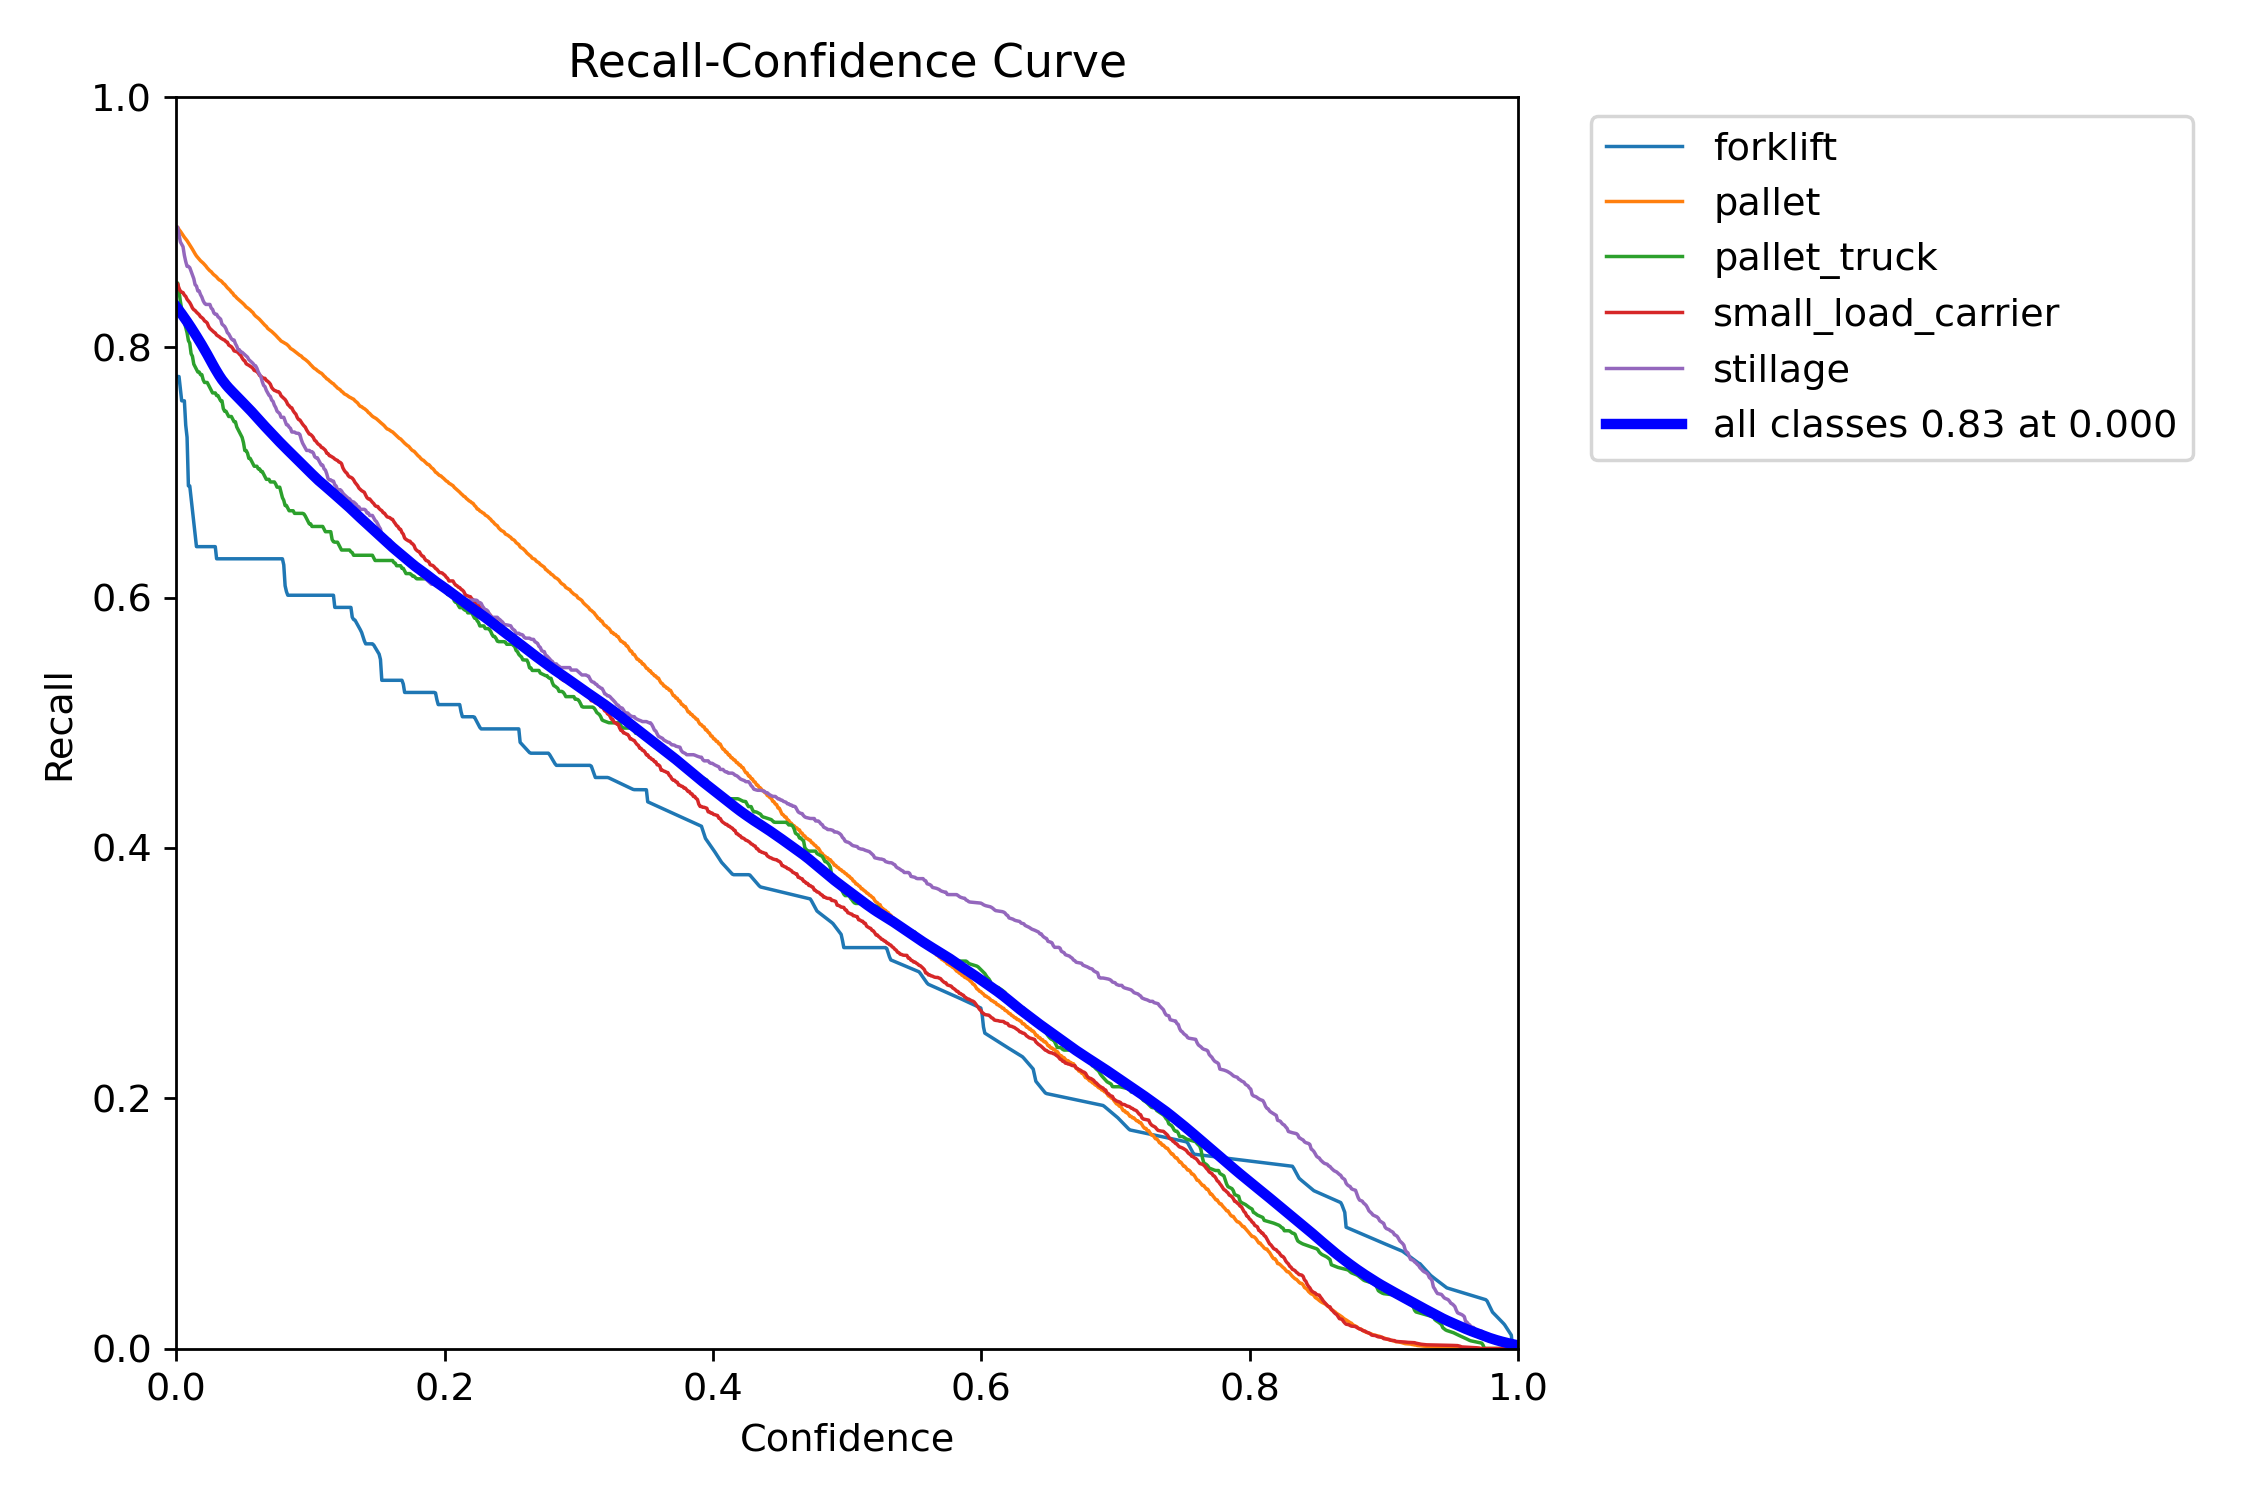 Recall-Confidence Curve
1.0
0.8
0.6
0.4
0.2
0.0
Recall
0.0 0.2 0.4 0.6 0.8 1.0
Confidence
forklift
pallet
pallet_truck
small_load_carrier
stillage
all classes 0.83 at 0.000